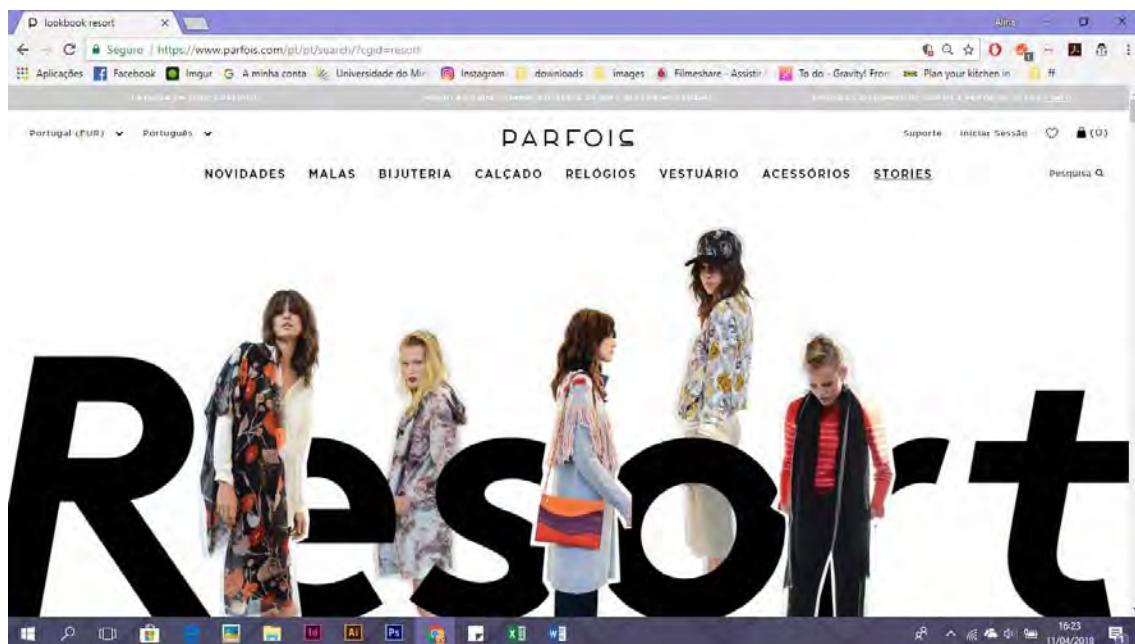 lookbook resort
Alina
Seguro https://www.parfois.com/pt/pt/search/?cgid=resort
Aplicações Facebook Imgur A minha conta Universidade do Mi Instagram downloads images Filmeshare - Assistir To do - Gravity! Fron Plan your kitchen in ff
Portugal (EUR) Português PARFOIS Suporte Iniciar Sessão (0)
NOVIDADES MALAS BIJUTERIA CALÇADO RELÓGIOS VESTUÁRIO ACESSÓRIOS STORIES Pesquisa
Resort
16:23
11/04/2018